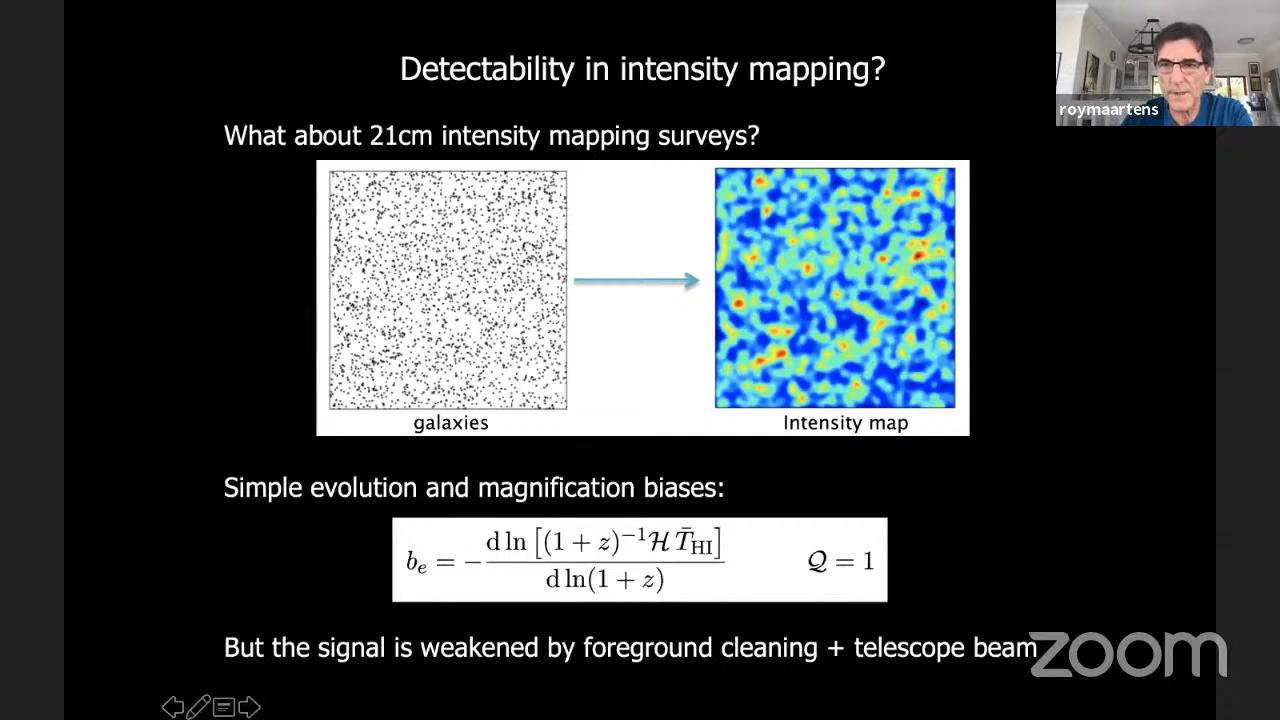 Detectability in intensity mapping?
roymaartens
What about 21cm intensity mapping surveys?
galaxies
Intensity map
Simple evolution and magnification biases:
b_e = - d ln [(1 + z)^{-1} ℋ T̄_HI] / d ln(1 + z)    𝒬 = 1
But the signal is weakened by foreground cleaning + telescope beam
zoom